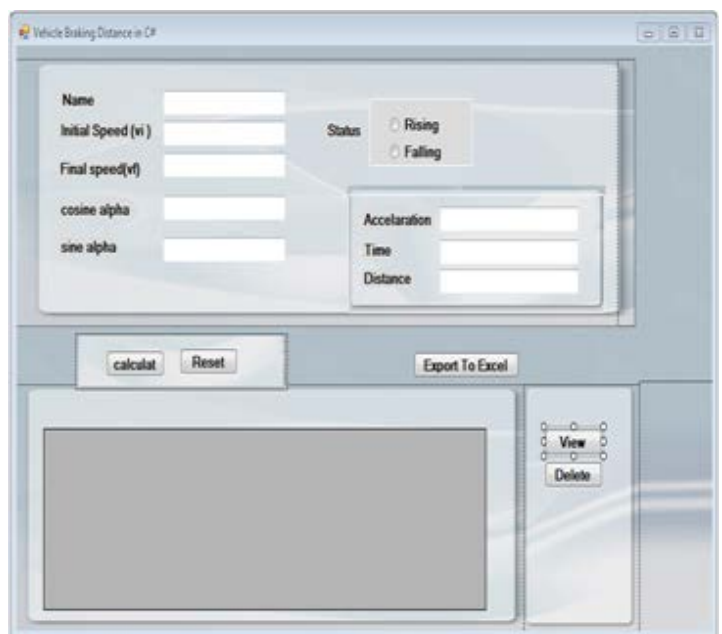 Vehicle Braking Distance in C#
Name
Initial Speed (vi )
Final speed(vf)
cosine alpha
sine alpha
Status
Rising
Falling
Accelaration
Time
Distance
calculat
Reset
Export To Excel
View
Delete